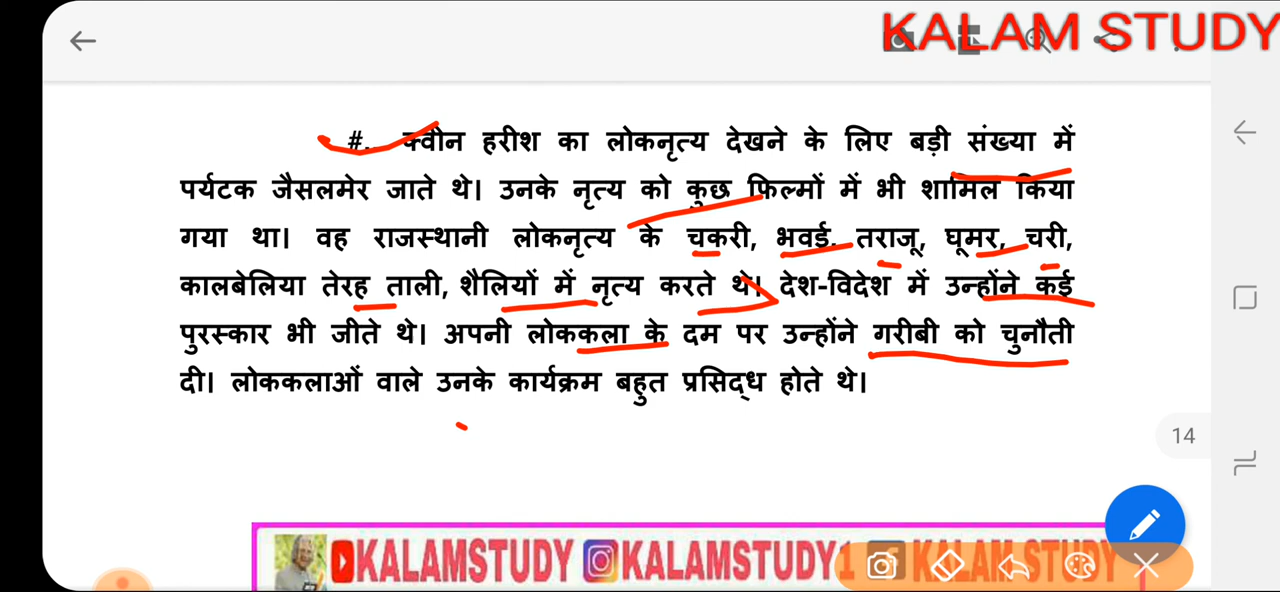 KALAM STUDY
#. क्वीन हरीश का लोकनृत्य देखने के लिए बड़ी संख्या में
पर्यटक जैसलमेर जाते थे। उनके नृत्य को कुछ फिल्मों में भी शामिल किया
गया था। वह राजस्थानी लोकनृत्य के चकरी, भवई, तराजू, घूमर, चरी,
कालबेलिया तेरह ताली, शैलियों में नृत्य करते थे। देश-विदेश में उन्होंने कई
पुरस्कार भी जीते थे। अपनी लोककला के दम पर उन्होंने गरीबी को चुनौती
दी। लोककलाओं वाले उनके कार्यक्रम बहुत प्रसिद्ध होते थे।
14
KALAMSTUDY KALAMSTUDY1 KALAM STUDY